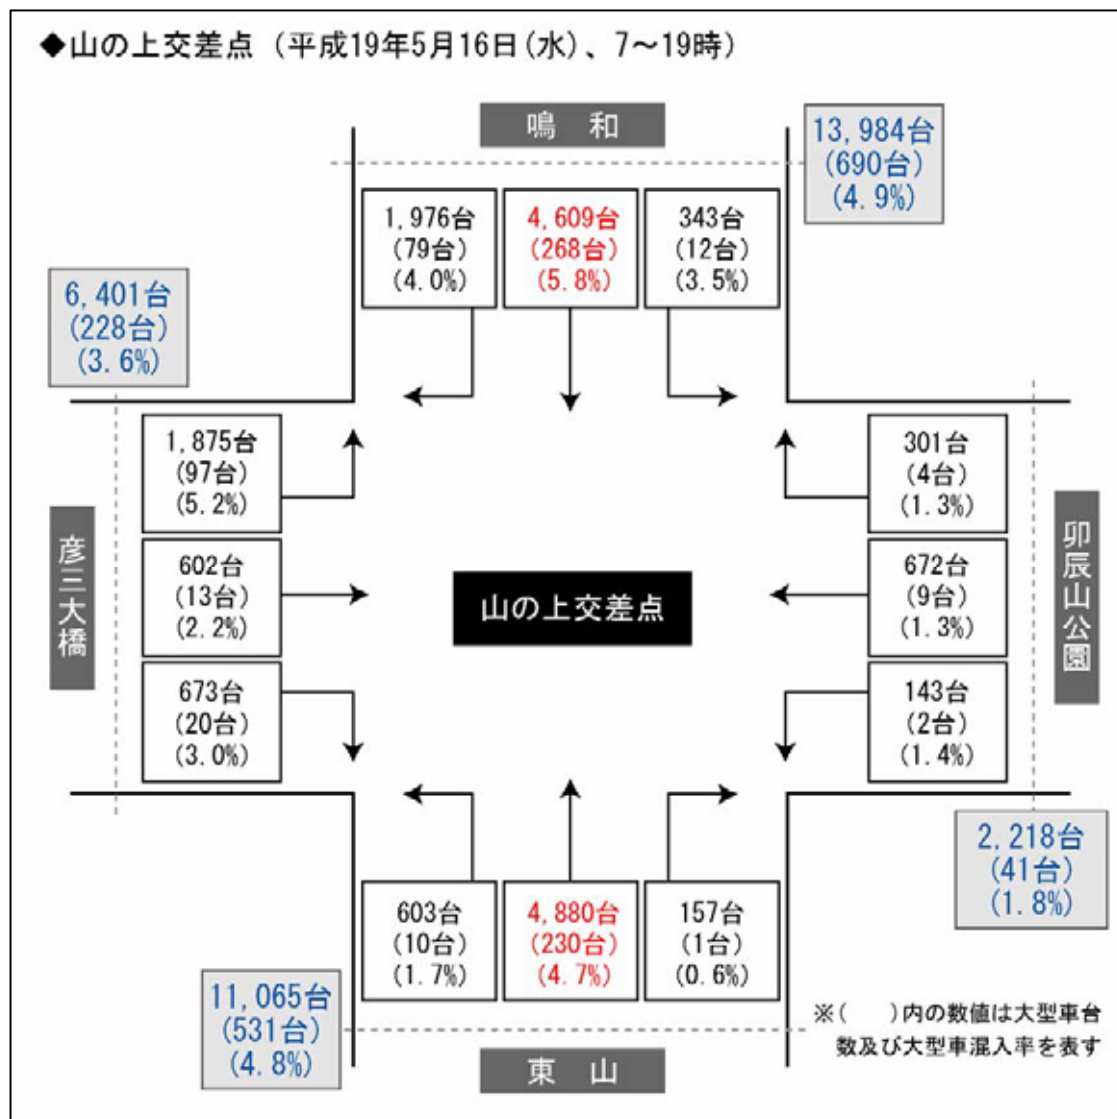 ◆山の上交差点（平成19年5月16日(水)、7～19時）
鳴 和
13,984台
(690台)
(4.9%)
1,976台
(79台)
(4.0%)
4,609台
(268台)
(5.8%)
343台
(12台)
(3.5%)
6,401台
(228台)
(3.6%)
1,875台
(97台)
(5.2%)
301台
(4台)
(1.3%)
彦三大橋
602台
(13台)
(2.2%)
山の上交差点
672台
(9台)
(1.3%)
卯辰山公園
673台
(20台)
(3.0%)
143台
(2台)
(1.4%)
2,218台
(41台)
(1.8%)
603台
(10台)
(1.7%)
4,880台
(230台)
(4.7%)
157台
(1台)
(0.6%)
11,065台
(531台)
(4.8%)
※(　　)内の数値は大型車台
数及び大型車混入率を表す
東 山